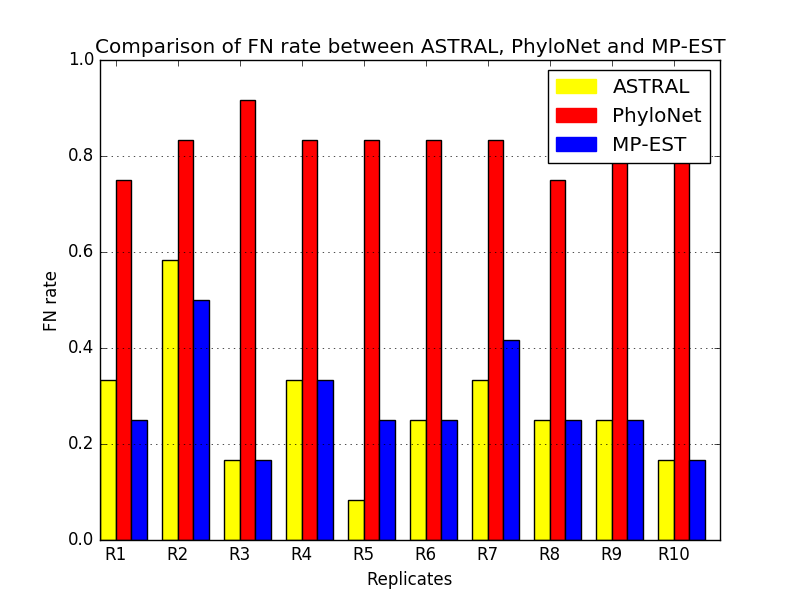 Comparison of FN rate between ASTRAL, PhyloNet and MP-EST
1.0
0.8
0.6
0.4
0.2
0.0
FN rate
ASTRAL
PhyloNet
MP-EST
R1 R2 R3 R4 R5 R6 R7 R8 R9 R10
Replicates